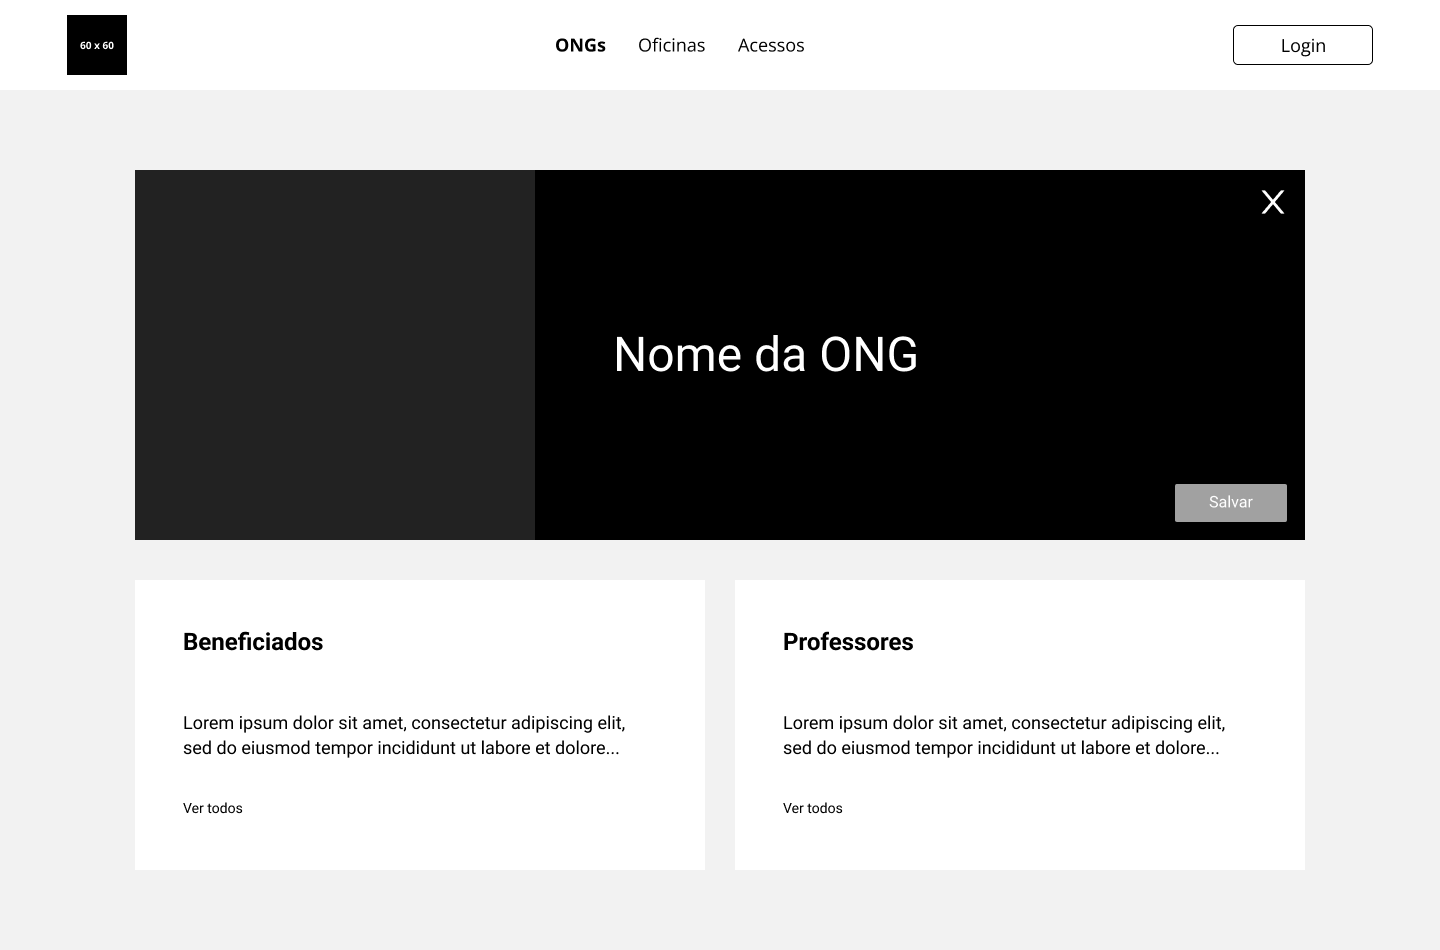 60 x 60
ONGs
Oficinas
Acessos
Login
X
Nome da ONG
Salvar
Beneficiados
Lorem ipsum dolor sit amet, consectetur adipiscing elit,
sed do eiusmod tempor incididunt ut labore et dolore...
Ver todos
Professores
Lorem ipsum dolor sit amet, consectetur adipiscing elit,
sed do eiusmod tempor incididunt ut labore et dolore...
Ver todos